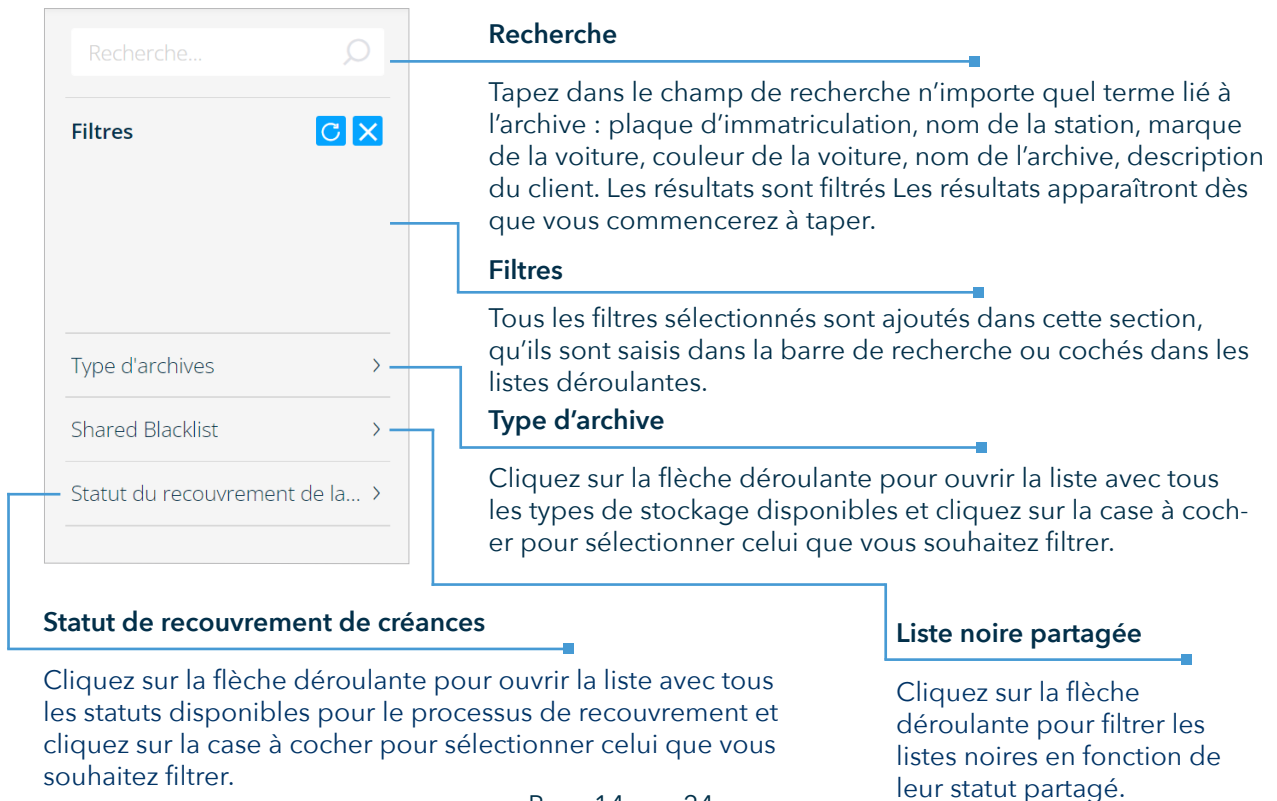 Recherche...
Filtres
Type d'archives
Shared Blacklist
Statut du recouvrement de la...
Recherche
Tapez dans le champ de recherche n’importe quel terme lié à
l’archive : plaque d’immatriculation, nom de la station, marque
de la voiture, couleur de la voiture, nom de l’archive, description
du client. Les résultats sont filtrés Les résultats apparaîtront dès
que vous commencerez à taper.
Filtres
Tous les filtres sélectionnés sont ajoutés dans cette section,
qu’ils sont saisis dans la barre de recherche ou cochés dans les
listes déroulantes.
Type d’archive
Cliquez sur la flèche déroulante pour ouvrir la liste avec tous
les types de stockage disponibles et cliquez sur la case à coch-
er pour sélectionner celui que vous souhaitez filtrer.
Statut de recouvrement de créances
Cliquez sur la flèche déroulante pour ouvrir la liste avec tous
les statuts disponibles pour le processus de recouvrement et
cliquez sur la case à cocher pour sélectionner celui que vous
souhaitez filtrer.
Liste noire partagée
Cliquez sur la flèche
déroulante pour filtrer les
listes noires en fonction de
leur statut partagé.